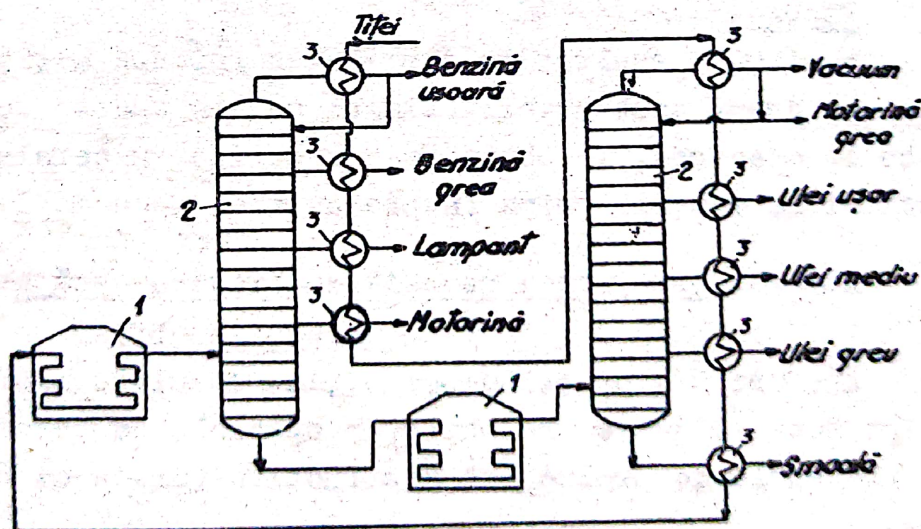 Țiței
3
Benzină
ușoară
3
Benzină
grea
2
3
Lampant
3
Motorină
1
3
Vacuum
Motorină
grea
2
3
Ulei ușor
3
Ulei mediu
3
Ulei greu
1
3
Smoală